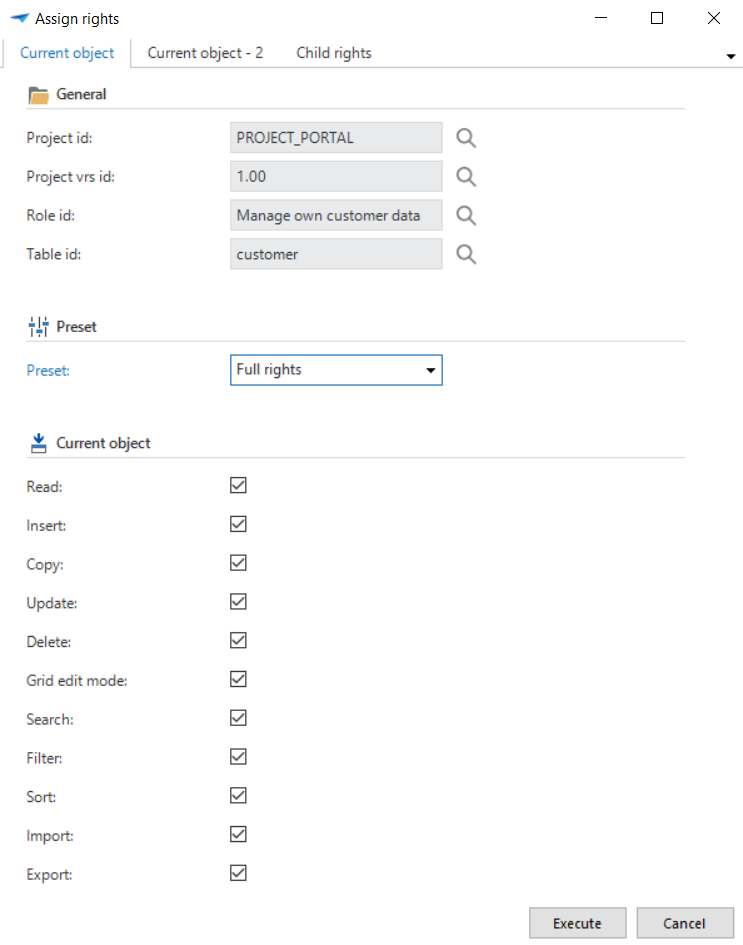 Assign rights
Current object Current object - 2 Child rights
General
Project id: PROJECT_PORTAL
Project vrs id: 1.00
Role id: Manage own customer data
Table id: customer
Preset
Preset: Full rights
Current object
Read:
Insert:
Copy:
Update:
Delete:
Grid edit mode:
Search:
Filter:
Sort:
Import:
Export:
Execute Cancel